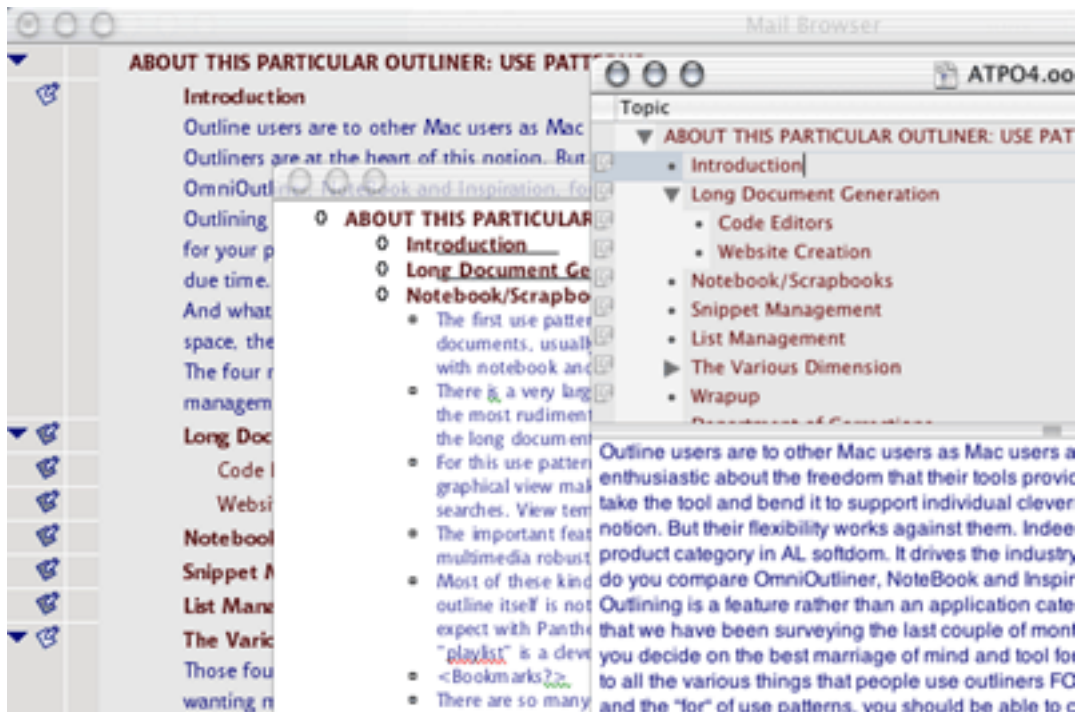 Mail Browser
ABOUT THIS PARTICULAR OUTLINER: USE PATTERNS
Introduction
Outline users are to other Mac users as Mac
Outliners are at the heart of this notion. But
OmniOutl
Notebook and Inspiration, fo
Outlining
for your p
due time.
And what
space, the
The four
managem
Long Doc
Code
Websi
Notebool
Snippet
List Mana
The Varic
Those fou
wanting
ABOUT THIS PARTICULAR
Introduction
Long Document Ge
Notebook/Scrapbo
The first use patter
documents, usually
with notebook and
There is a very larg
the most rudiment
the long document
For this use pattern
graphical view mak
searches. View tem
The important feat
multimedia robust
Most of these kind
outline itself is not
expect with Panthe
"playlist" is a deve
<Bookmarks?>
There are so many
ATPO4.oo
Topic
ABOUT THIS PARTICULAR OUTLINER: USE PAT
Introduction
Long Document Generation
Code Editors
Website Creation
Notebook/Scrapbooks
Snippet Management
List Management
The Various Dimension
Wrapup
Department of Corrections
Outline users are to other Mac users as Mac users a
enthusiastic about the freedom that their tools provid
take the tool and bend it to support individual clever
notion. But their flexibility works against them. Indee
product category in AL softdom. It drives the industry
do you compare OmniOutliner, NoteBook and Inspir
Outlining is a feature rather than an application cate
that we have been surveying the last couple of mont
you decide on the best marriage of mind and tool for
to all the various things that people use outliners FO
and the "for" of use patterns, you should be able to c